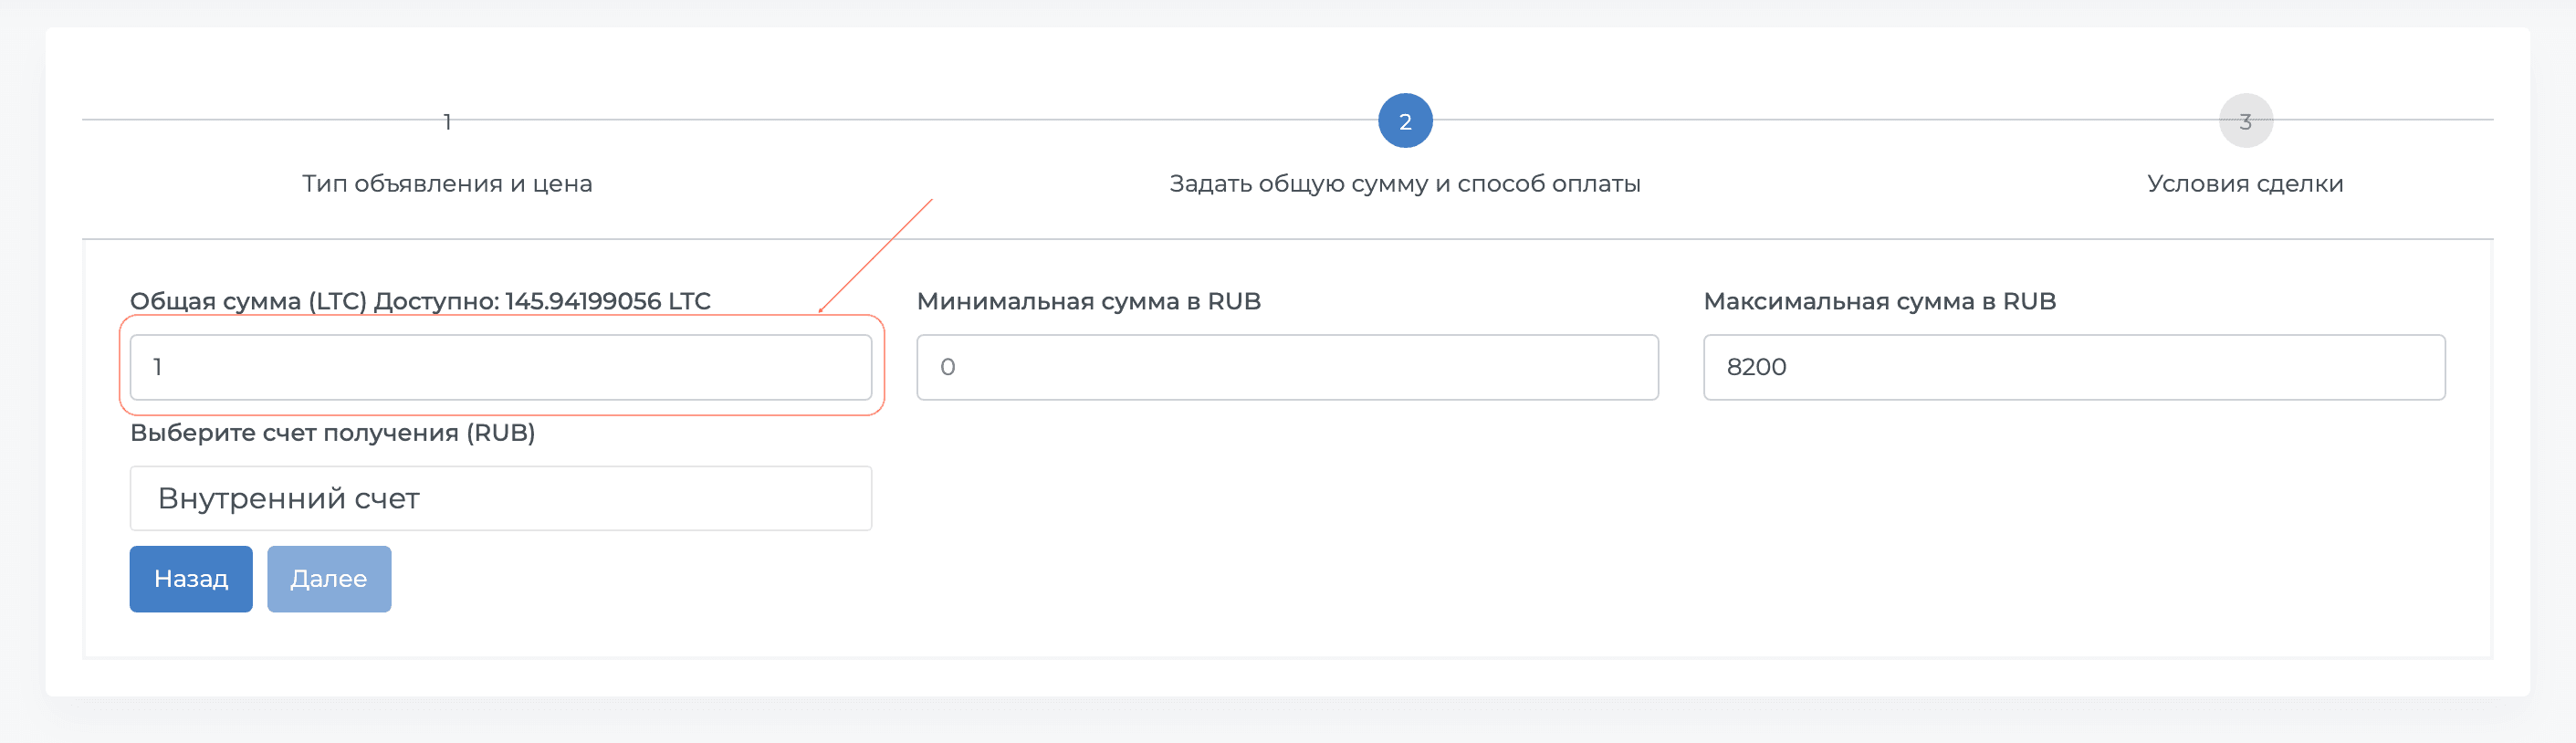 1
2
3
Тип объявления и цена
Задать общую сумму и способ оплаты
Условия сделки
Общая сумма (LTC) Доступно: 145.94199056 LTC
Минимальная сумма в RUB
Максимальная сумма в RUB
1
0
8200
Выберите счет получения (RUB)
Внутренний счет
Назад
Далее